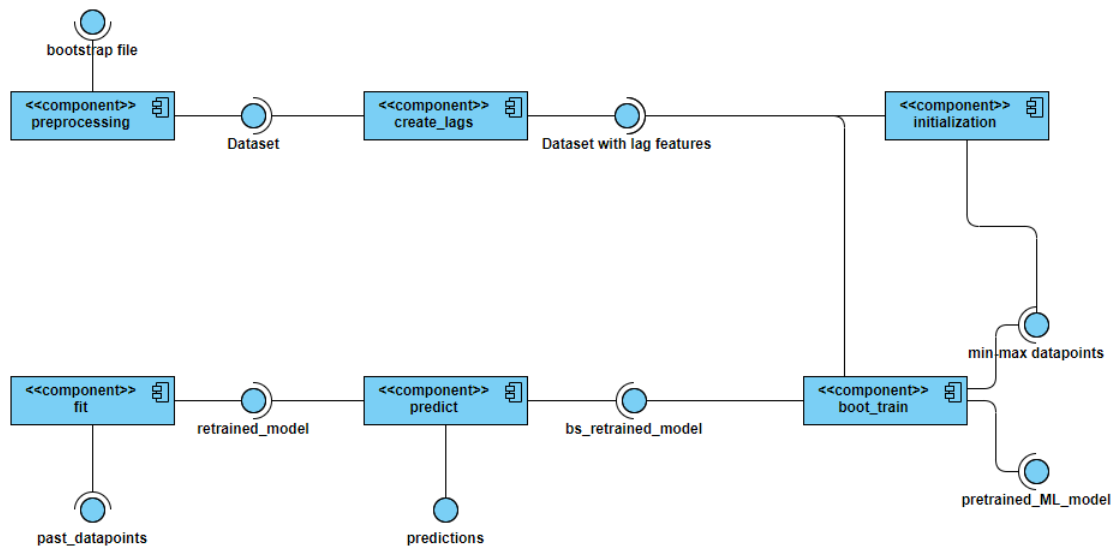 bootstrap file
<<component>>
preprocessing
Dataset
<<component>>
create_lags
Dataset with lag features
<<component>>
initialization
min-max datapoints
<<component>>
fit
retrained_model
<<component>>
predict
bs_retrained_model
<<component>>
boot_train
past_datapoints
predictions
pretrained_ML_model